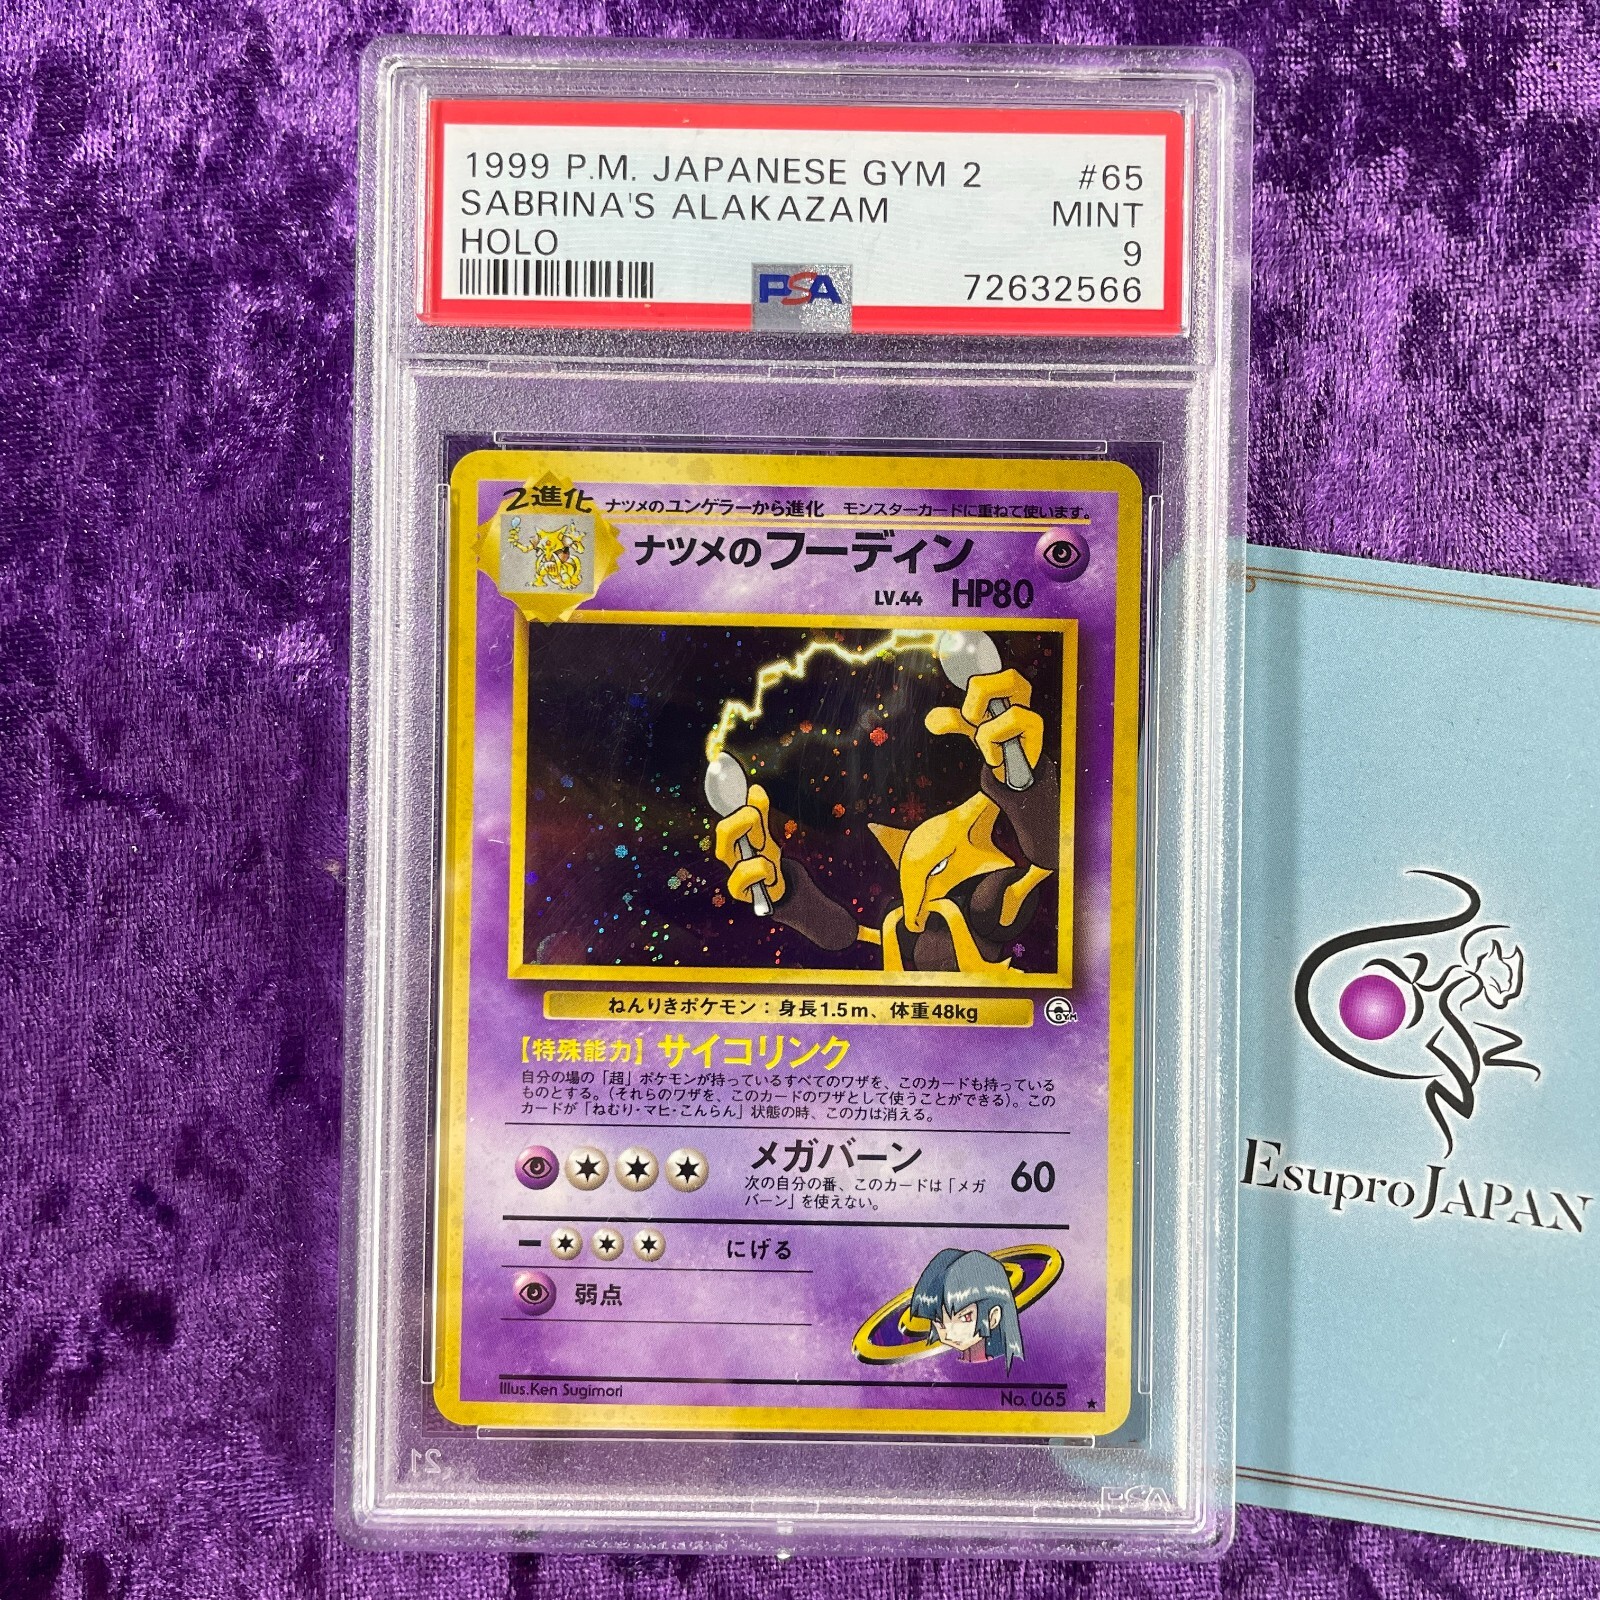 1999 P.M. JAPANESE GYM 2 #65
SABRINA'S ALAKAZAM MINT
HOLO 9
PSA 72632566
2進化 ナツメのユンゲラーから進化 モンスターカードに重ねて使います。
ナツメのフーディン
LV.44 HP80
ねんりきポケモン：身長1.5m、体重48kg
GYM
【特殊能力】サイコリンク
自分の場の「超」ポケモンが持っているすべてのワザを、このカードも持っている
ものとする。(それらのワザを、このカードのワザとして使うことができる)。この
カードが「ねむり・マヒ・こんらん」状態の時、この力は消える。
メガバーン 60
次の自分の番、このカードは「メガ
バーン」を使えない。
にげる
弱点
Illus.Ken Sugimori No. 065 ★
21
PSA
EsuproJAPAN